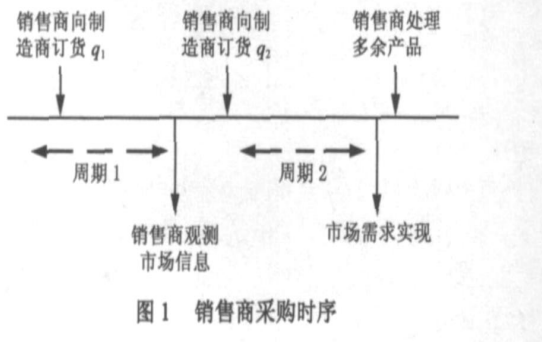 销售商向制
造商订货 q1
销售商向制
造商订货 q2
销售商处理
多余产品
周期 1
周期 2
销售商观测
市场信息
市场需求实现
图 1 销售商采购时序